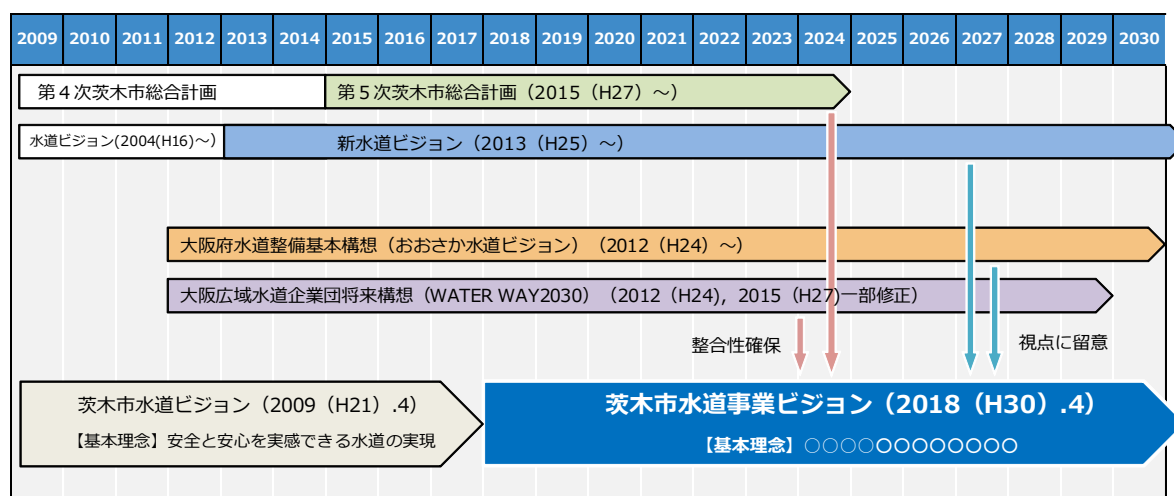 2009 2010 2011 2012 2013 2014 2015 2016 2017 2018 2019 2020 2021 2022 2023 2024 2025 2026 2027 2028 2029 2030
第４次茨木市総合計画 第５次茨木市総合計画（2015（H27）～）
水道ビジョン(2004(H16)～) 新水道ビジョン（2013（H25）～）
大阪府水道整備基本構想（おおさか水道ビジョン）（2012（H24）～）
大阪広域水道企業団将来構想（WATER WAY2030）（2012（H24），2015（H27)一部修正）
整合性確保 視点に留意
茨木市水道ビジョン（2009（H21）.4） 茨木市水道事業ビジョン（2018（H30）.4）
【基本理念】安全と安心を実感できる水道の実現 【基本理念】○○○○○○○○○○○○○